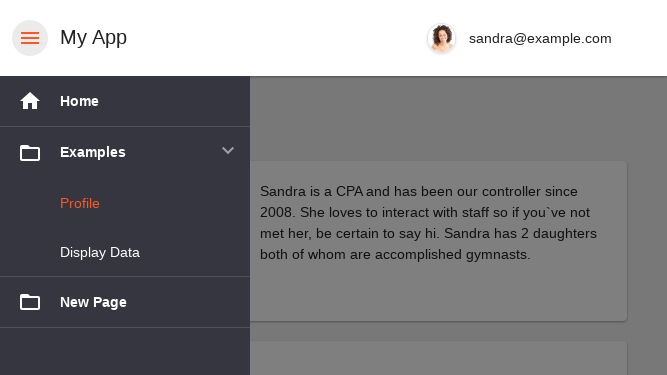 My App
sandra@example.com
Home
Examples
Profile
Display Data
New Page
Sandra is a CPA and has been our controller since
2008. She loves to interact with staff so if you`ve not
met her, be certain to say hi. Sandra has 2 daughters
both of whom are accomplished gymnasts.